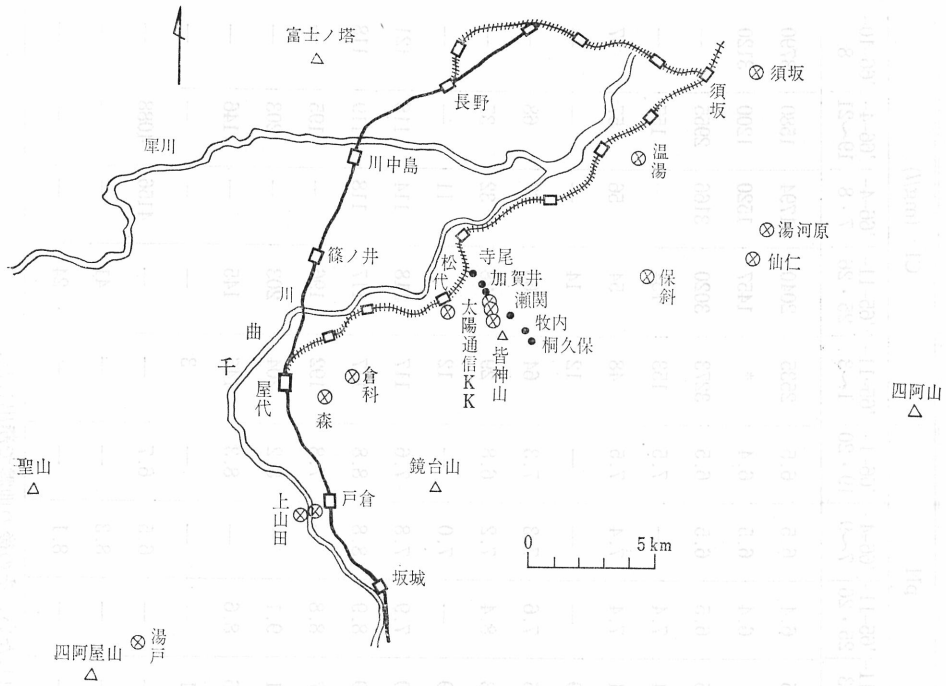 富士ノ塔
須坂
須坂
長野
犀川
川中島
温湯
湯河原
仙仁
保科
篠ノ井
寺尾
加賀井
瀬関
牧内
桐久保
松代
太陽通信KK
皆神山
千曲川
屋代
倉科
森
四阿山
聖山
鏡台山
戸倉
上山田
坂城
0 5km
湯戸
四阿屋山